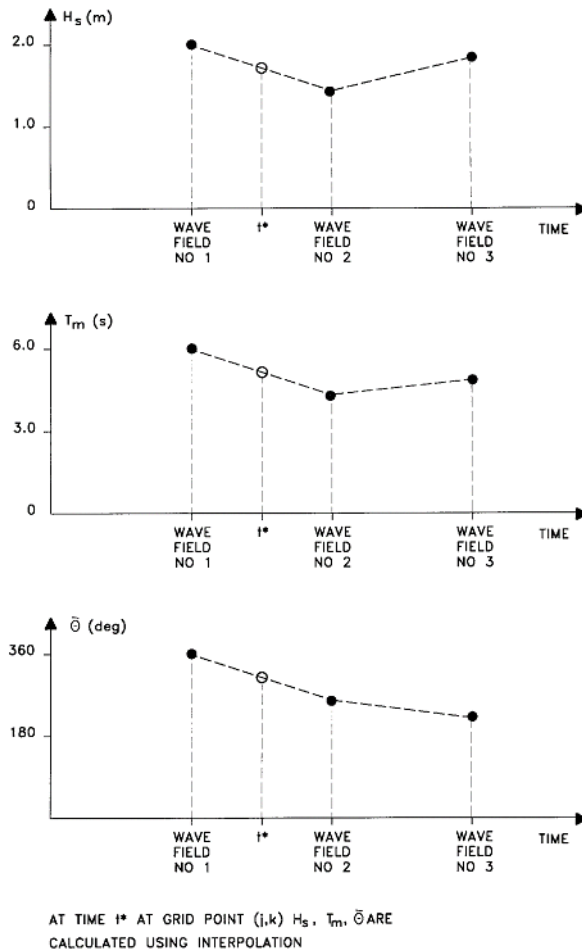 H_s (m)
2.0
1.0
0
WAVE FIELD NO 1
t*
WAVE FIELD NO 2
WAVE FIELD NO 3
TIME
T_m (s)
6.0
3.0
0
WAVE FIELD NO 1
t*
WAVE FIELD NO 2
WAVE FIELD NO 3
TIME
Θ̄ (deg)
360
180
WAVE FIELD NO 1
t*
WAVE FIELD NO 2
WAVE FIELD NO 3
TIME
AT TIME t* AT GRID POINT (j,k) H_s, T_m, Θ̄ ARE
CALCULATED USING INTERPOLATION